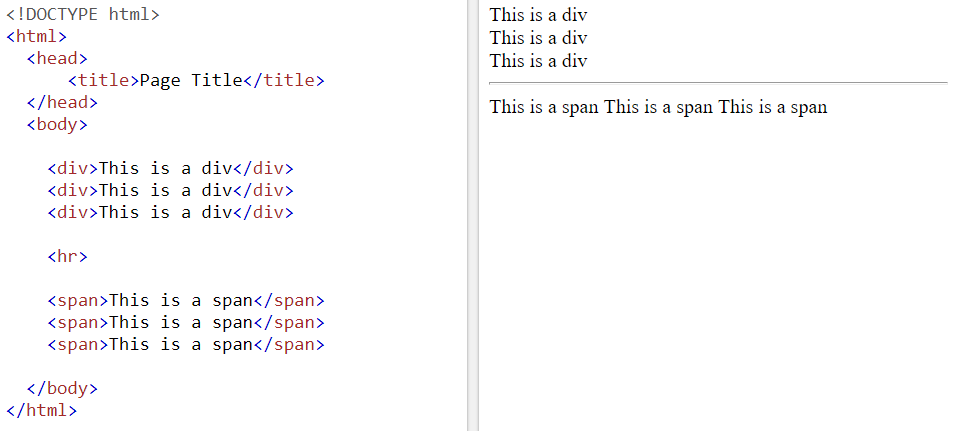 <!DOCTYPE html>
<html>
<head>
<title>Page Title</title>
</head>
<body>
<div>This is a div</div>
<div>This is a div</div>
<div>This is a div</div>
<hr>
<span>This is a span</span>
<span>This is a span</span>
<span>This is a span</span>
</body>
</html>
This is a div
This is a div
This is a div
This is a span This is a span This is a span